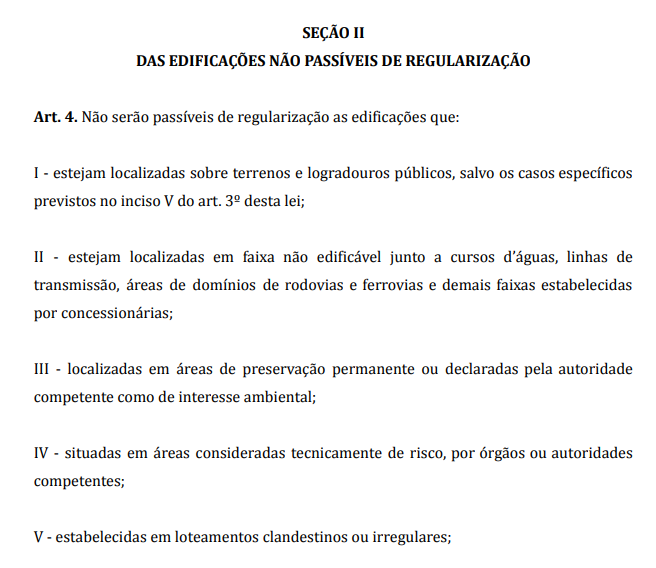 SEÇÃO II
DAS EDIFICAÇÕES NÃO PASSÍVEIS DE REGULARIZAÇÃO
Art. 4. Não serão passíveis de regularização as edificações que:
I - estejam localizadas sobre terrenos e logradouros públicos, salvo os casos específicos
previstos no inciso V do art. 3º desta lei;
II - estejam localizadas em faixa não edificável junto a cursos d’águas, linhas de
transmissão, áreas de domínios de rodovias e ferrovias e demais faixas estabelecidas
por concessionárias;
III - localizadas em áreas de preservação permanente ou declaradas pela autoridade
competente como de interesse ambiental;
IV - situadas em áreas consideradas tecnicamente de risco, por órgãos ou autoridades
competentes;
V - estabelecidas em loteamentos clandestinos ou irregulares;